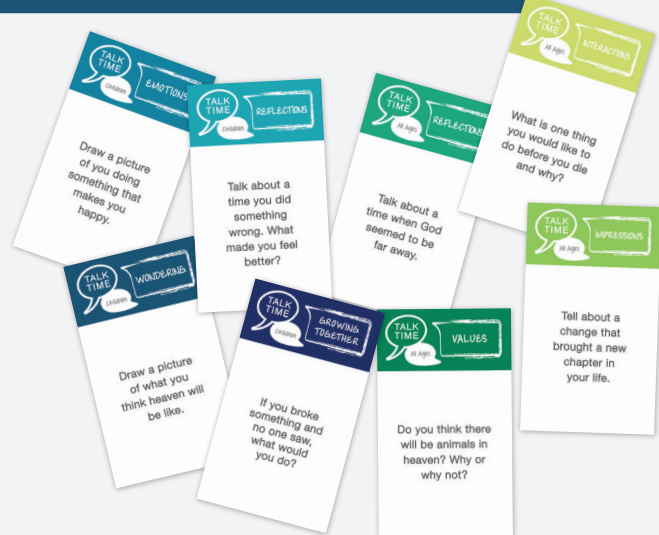 TALK
TIME
Children
EMOTIONS
Draw a picture
of you doing
something that
makes you
happy.
TALK
TIME
Children
REFLECTIONS
Talk about a
time you did
something
wrong. What
made you feel
better?
TALK
TIME
All Ages
REFLECTIONS
Talk about a
time when God
seemed to be
far away.
TALK
TIME
All Ages
INTERACTIONS
What is one thing
you would like to
do before you die
and why?
TALK
TIME
Children
WONDERING
Draw a picture
of what you
think heaven will
be like.
TALK
TIME
Children
GROWING
TOGETHER
If you broke
something and
no one saw,
what would
you do?
TALK
TIME
All Ages
VALUES
Do you think there
will be animals in
heaven? Why or
why not?
TALK
TIME
All Ages
IMPRESSIONS
Tell about a
change that
brought a new
chapter in
your life.